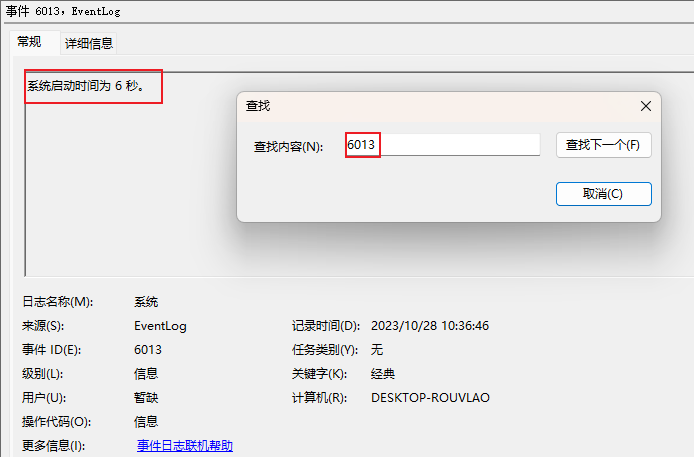 事件 6013，EventLog
常规 详细信息
系统启动时间为 6 秒。
查找
查找内容(N): 6013 查找下一个(F)
取消(C)
日志名称(M): 系统
来源(S): EventLog 记录时间(D): 2023/10/28 10:36:46
事件 ID(E): 6013 任务类别(Y): 无
级别(L): 信息 关键字(K): 经典
用户(U): 暂缺 计算机(R): DESKTOP-ROUVLAO
操作代码(O): 信息
更多信息(I): 事件日志联机帮助